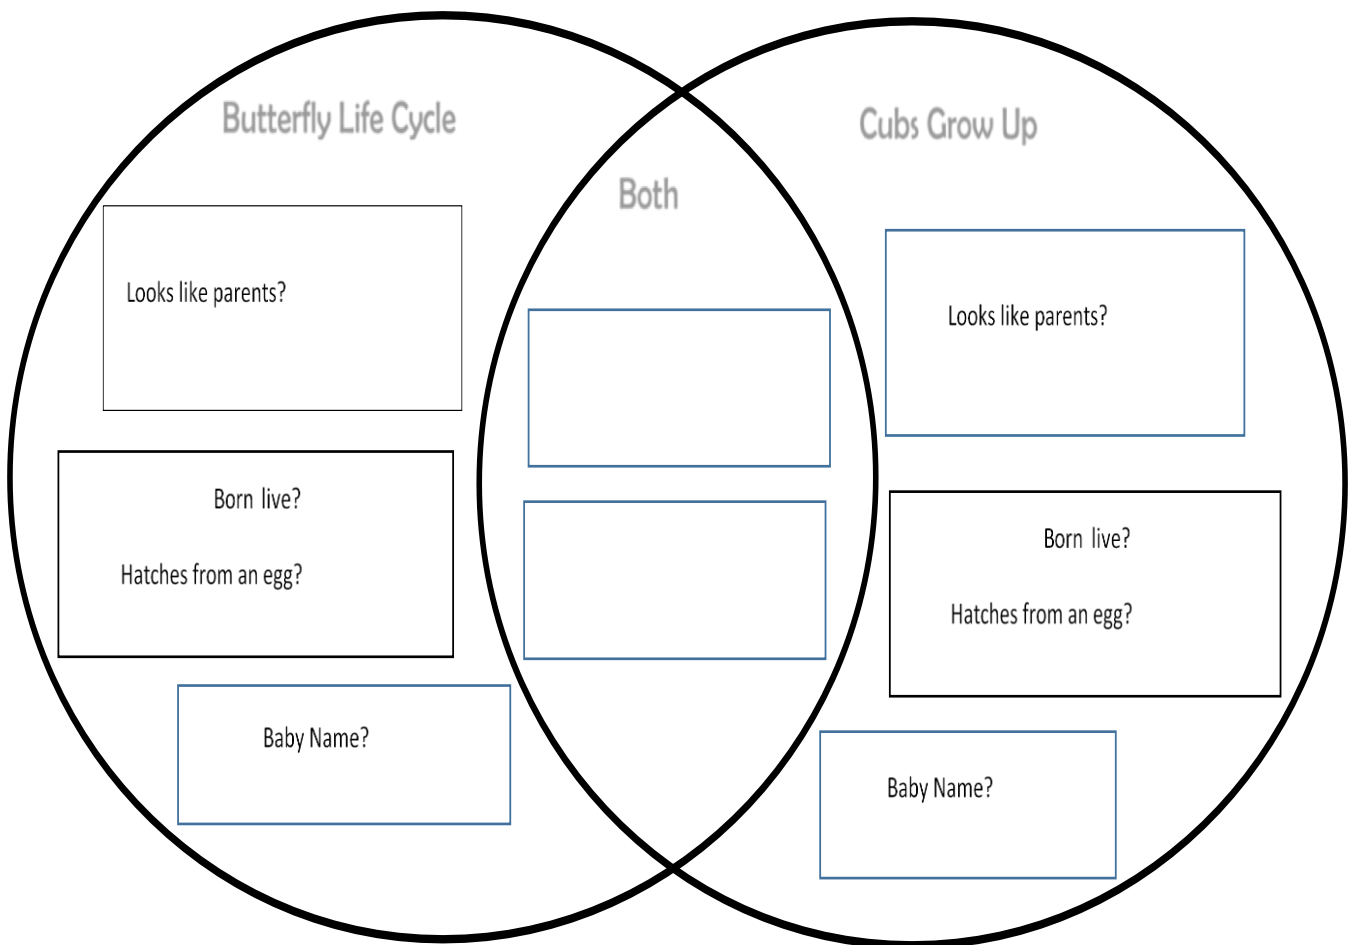 Butterfly Life Cycle
Looks like parents?
Born live?
Hatches from an egg?
Baby Name?
Both
Cubs Grow Up
Looks like parents?
Born live?
Hatches from an egg?
Baby Name?